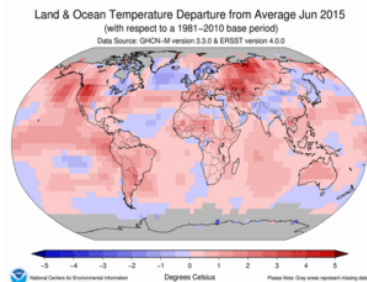 Land & Ocean Temperature Departure from Average Jun 2015
(with respect to a 1981–2010 base period)
Data Source: GHCN–M version 3.3.0 & ERSST version 4.0.0
-5 -4 -3 -2 -1 0 1 2 3 4 5
National Centers for Environmental Information
Degrees Celsius
Please Note: Gray areas represent missing data